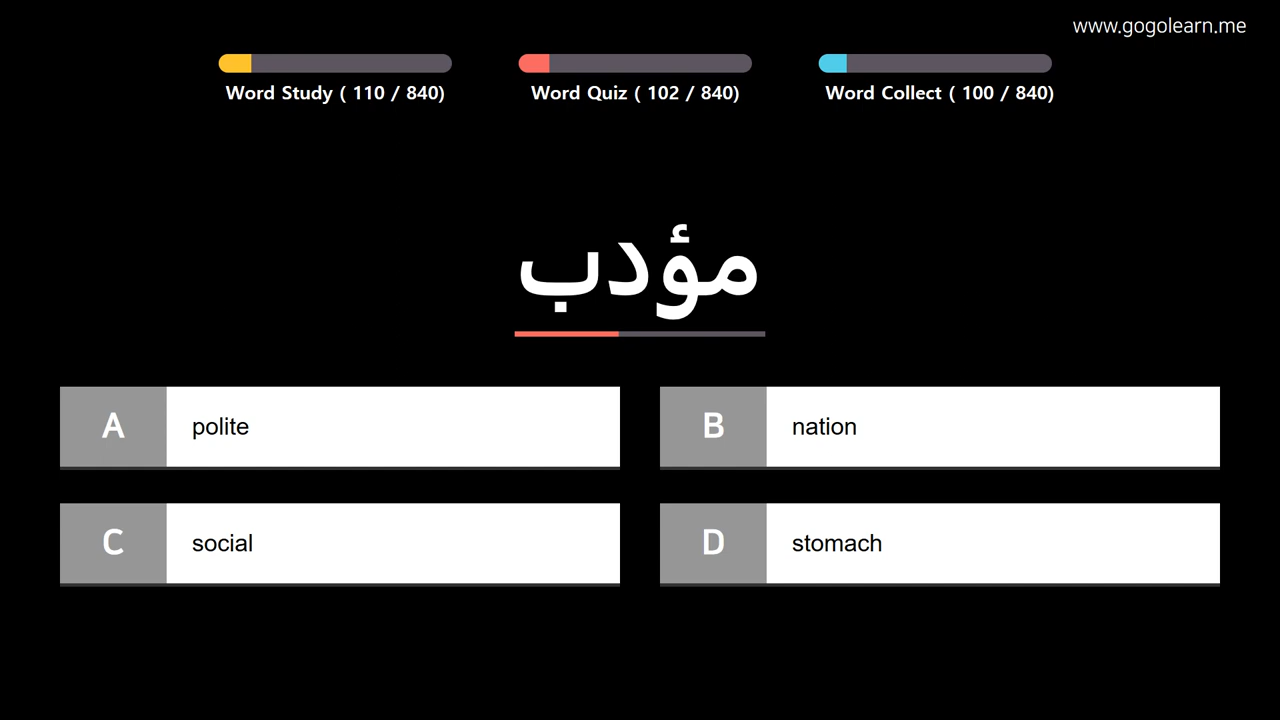 www.gogolearn.me
Word Study ( 110 / 840)
Word Quiz ( 102 / 840)
Word Collect ( 100 / 840)
مؤدب
A polite
B nation
C social
D stomach